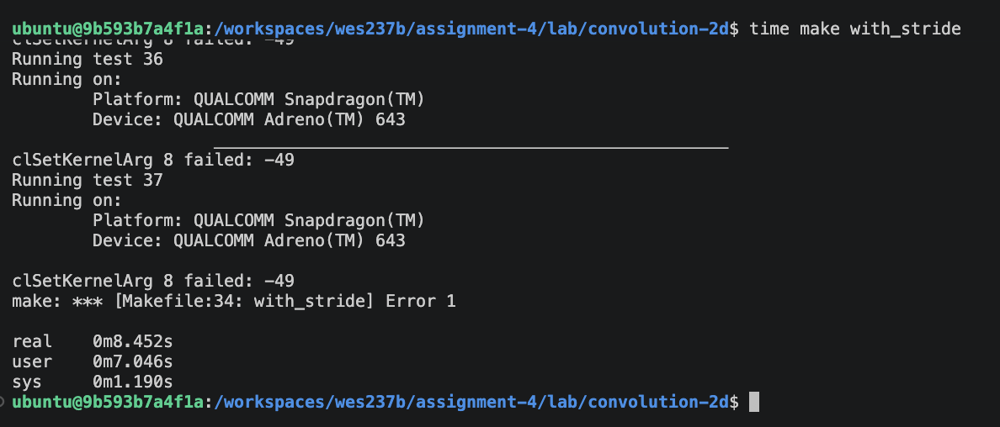 ubuntu@9b593b7a4f1a:/workspaces/wes237b/assignment-4/lab/convolution-2d$ time make with_stride
clSetKernelArg 8 failed: -49
Running test 36
Running on:
Platform: QUALCOMM Snapdragon(TM)
Device: QUALCOMM Adreno(TM) 643
clSetKernelArg 8 failed: -49
Running test 37
Running on:
Platform: QUALCOMM Snapdragon(TM)
Device: QUALCOMM Adreno(TM) 643
clSetKernelArg 8 failed: -49
make: *** [Makefile:34: with_stride] Error 1
real 0m8.452s
user 0m7.046s
sys 0m1.190s
ubuntu@9b593b7a4f1a:/workspaces/wes237b/assignment-4/lab/convolution-2d$